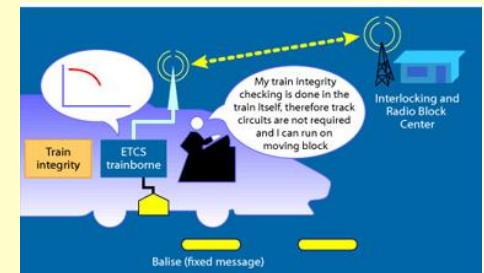 My train integrity
checking is done in the
train itself, therefore track
circuits are not required
and I can run on
moving block
Interlocking and
Radio Block
Center
Train
integrity
ETCS
trainborne
Balise (fixed message)